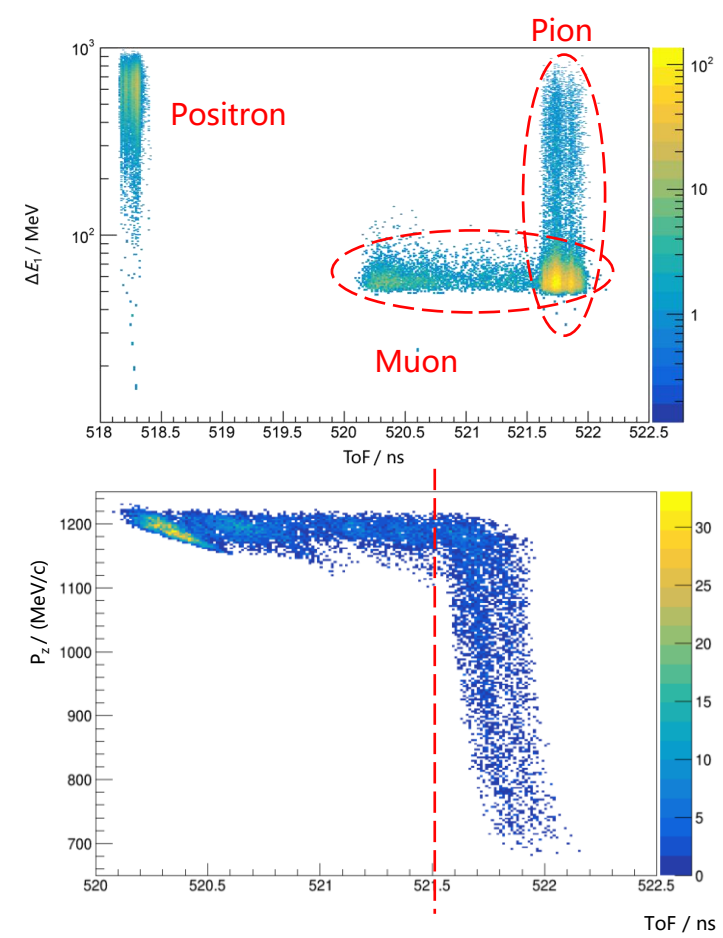 Pion
10³
10²
Positron
ΔE₁ / MeV
10²
10
1
Muon
518 518.5 519 519.5 520 520.5 521 521.5 522 522.5
ToF / ns
1200
1100
1000
900
800
700
P_z / (MeV/c)
30
25
20
15
10
5
0
520 520.5 521 521.5 522 522.5
ToF / ns